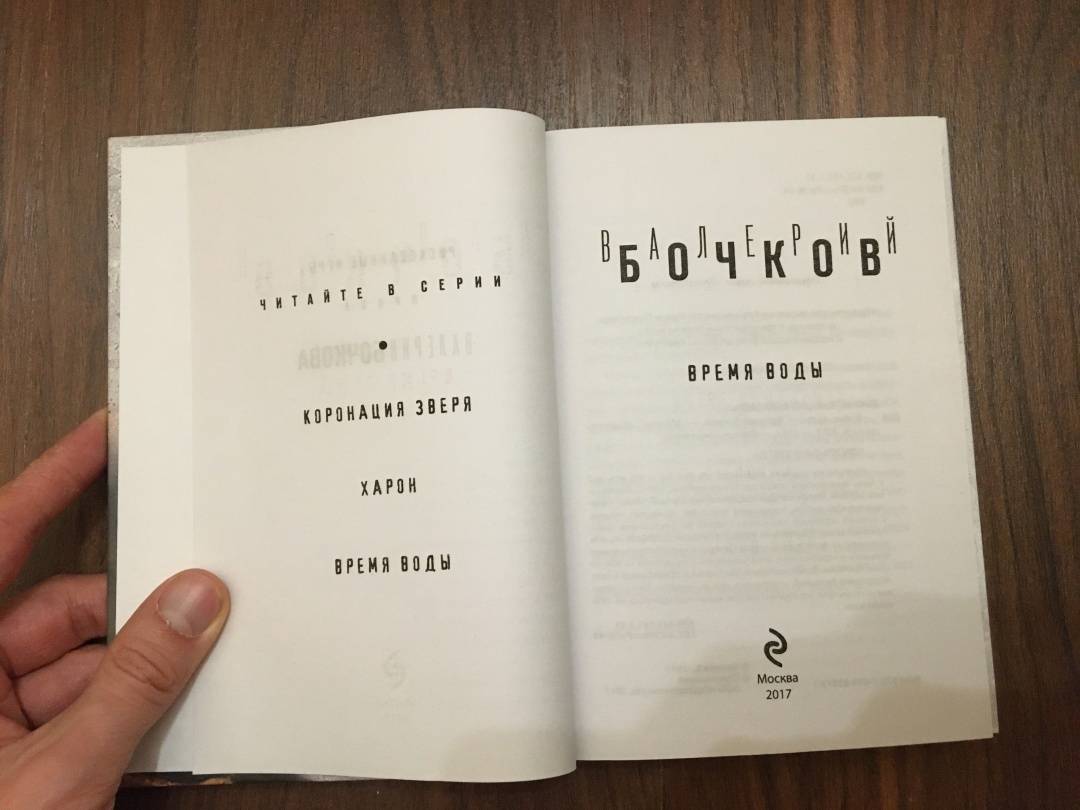 ЧИТАЙТЕ В СЕРИИ
•
КОРОНАЦИЯ ЗВЕРЯ
ХАРОН
ВРЕМЯ ВОДЫ
ВАЛЕРИЙ
БОЧКОВ
ВРЕМЯ ВОДЫ
Москва
2017